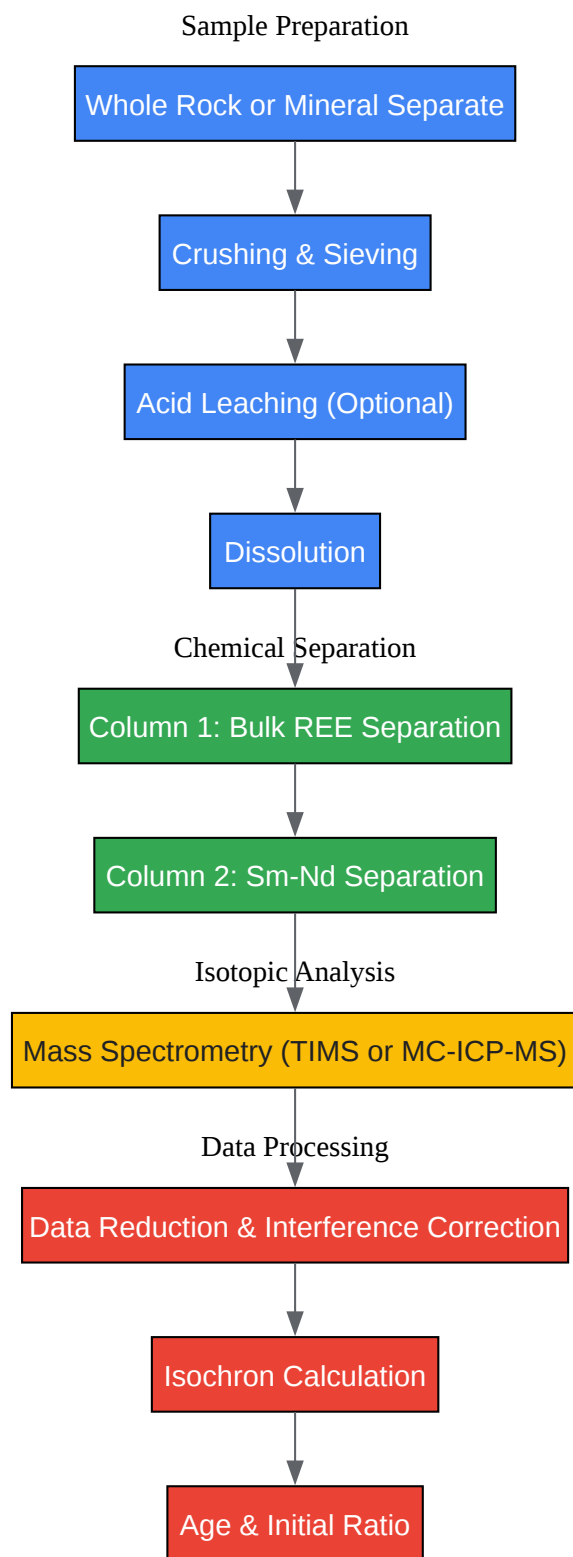 Sample Preparation
Whole Rock or Mineral Separate
Crushing & Sieving
Acid Leaching (Optional)
Dissolution
Chemical Separation
Column 1: Bulk REE Separation
Column 2: Sm-Nd Separation
Isotopic Analysis
Mass Spectrometry (TIMS or MC-ICP-MS)
Data Processing
Data Reduction & Interference Correction
Isochron Calculation
Age & Initial Ratio